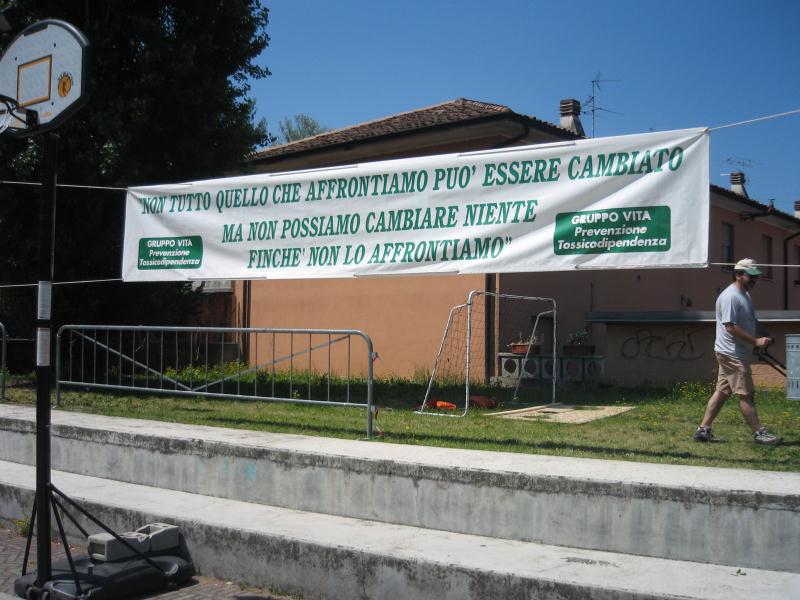 "NON TUTTO QUELLO CHE AFFRONTIAMO PUO' ESSERE CAMBIATO
MA NON POSSIAMO CAMBIARE NIENTE
FINCHE' NON LO AFFRONTIAMO"
GRUPPO VITA
Prevenzione
Tossicodipendenza
GRUPPO VITA
Prevenzione
Tossicodipendenza